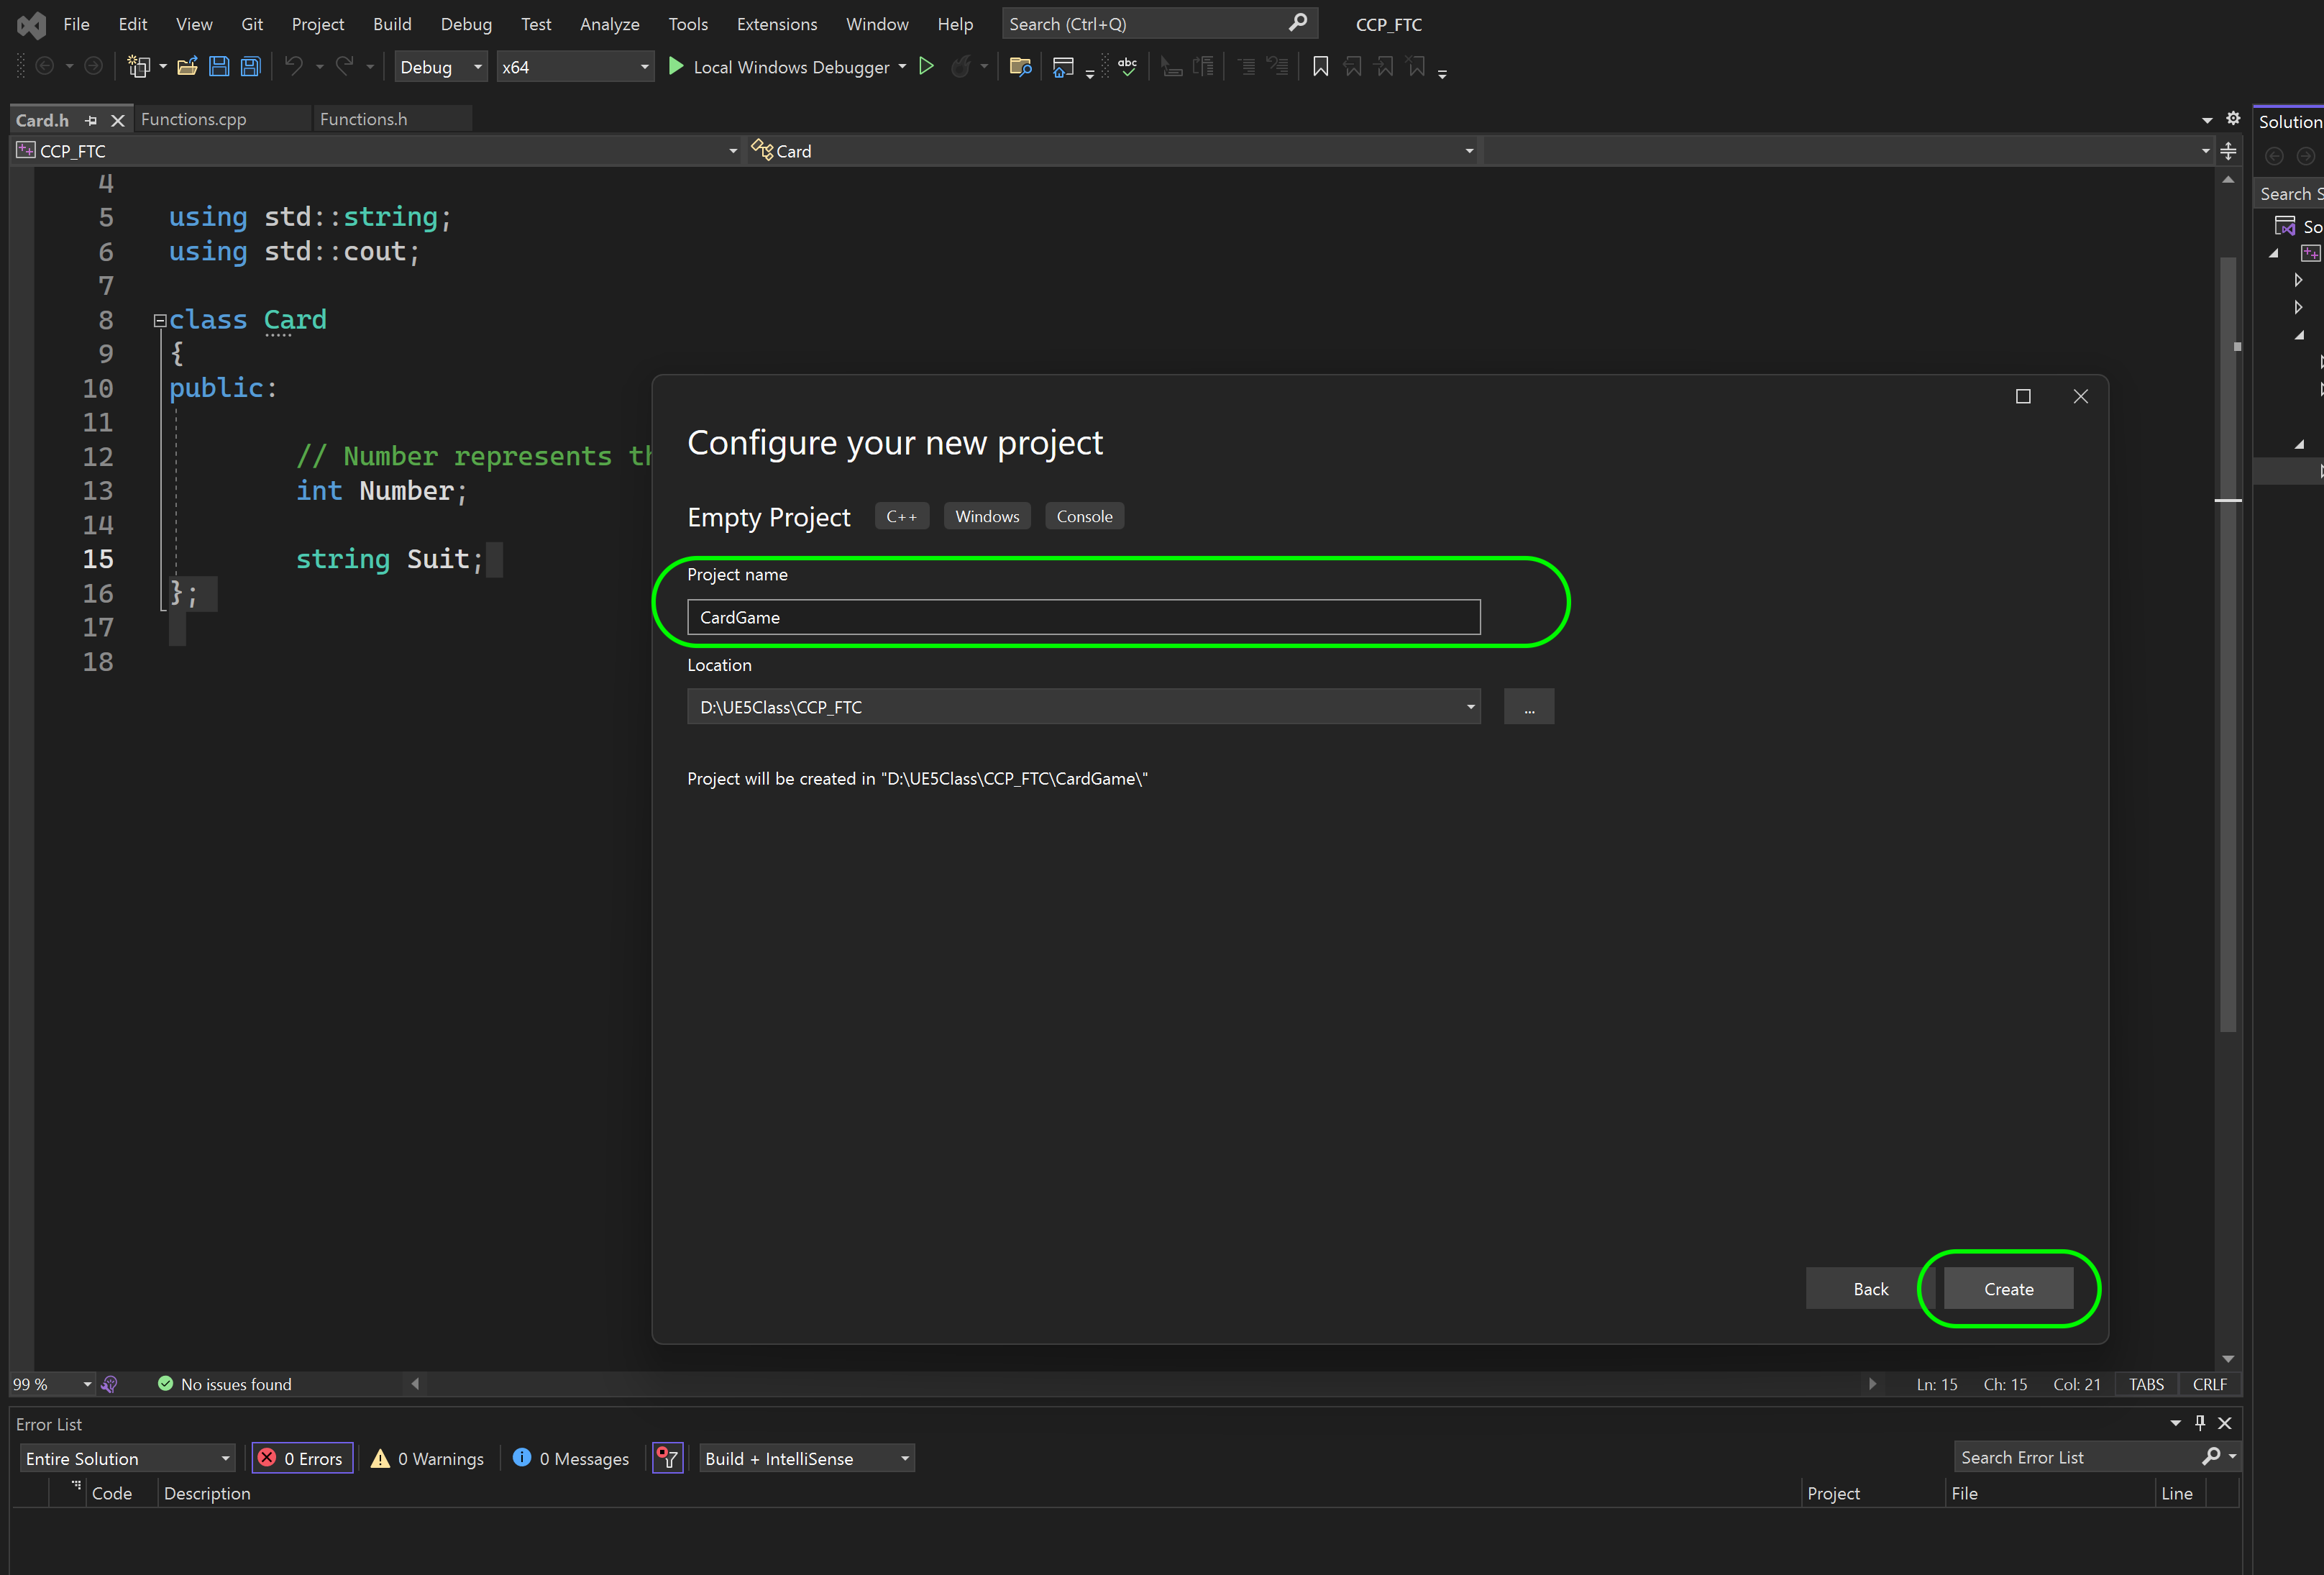 File Edit View Git Project Build Debug Test Analyze Tools Extensions Window Help Search (Ctrl+Q) CCP_FTC
Debug x64 Local Windows Debugger abc
Card.h Functions.cpp Functions.h
Solution
CCP_FTC Card
Search S
So
4
5 using std::string;
6 using std::cout;
7
8 class Card
9 {
10 public:
11
12 // Number represents th
13 int Number;
14
15 string Suit;
16 };
17
18
Configure your new project
Empty Project C++ Windows Console
Project name
CardGame
Location
D:\UE5Class\CCP_FTC ...
Project will be created in "D:\UE5Class\CCP_FTC\CardGame\"
Back Create
99 % No issues found Ln: 15 Ch: 15 Col: 21 TABS CRLF
Error List
Entire Solution 0 Errors 0 Warnings 0 Messages Build + IntelliSense Search Error List
Code Description Project File Line